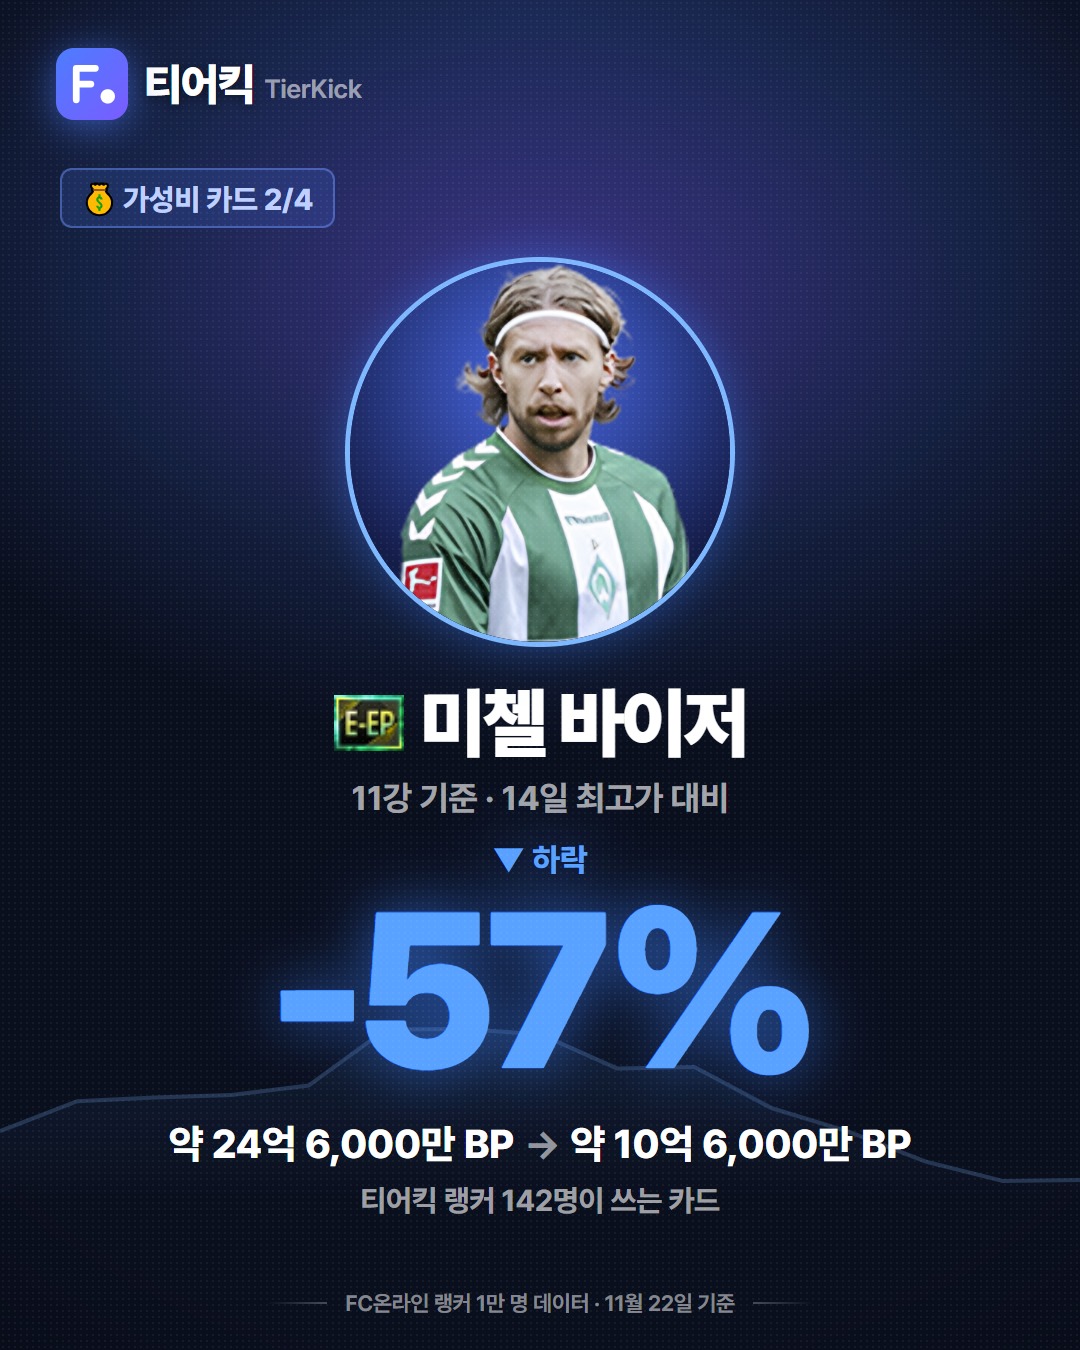 F.
티어킥 TierKick
가성비 카드 2/4
E-EP 미첼 바이저
11강 기준 · 14일 최고가 대비
▼ 하락
-57%
약 24억 6,000만 BP → 약 10억 6,000만 BP
티어킥 랭커 142명이 쓰는 카드
FC온라인 랭커 1만 명 데이터 · 11월 22일 기준